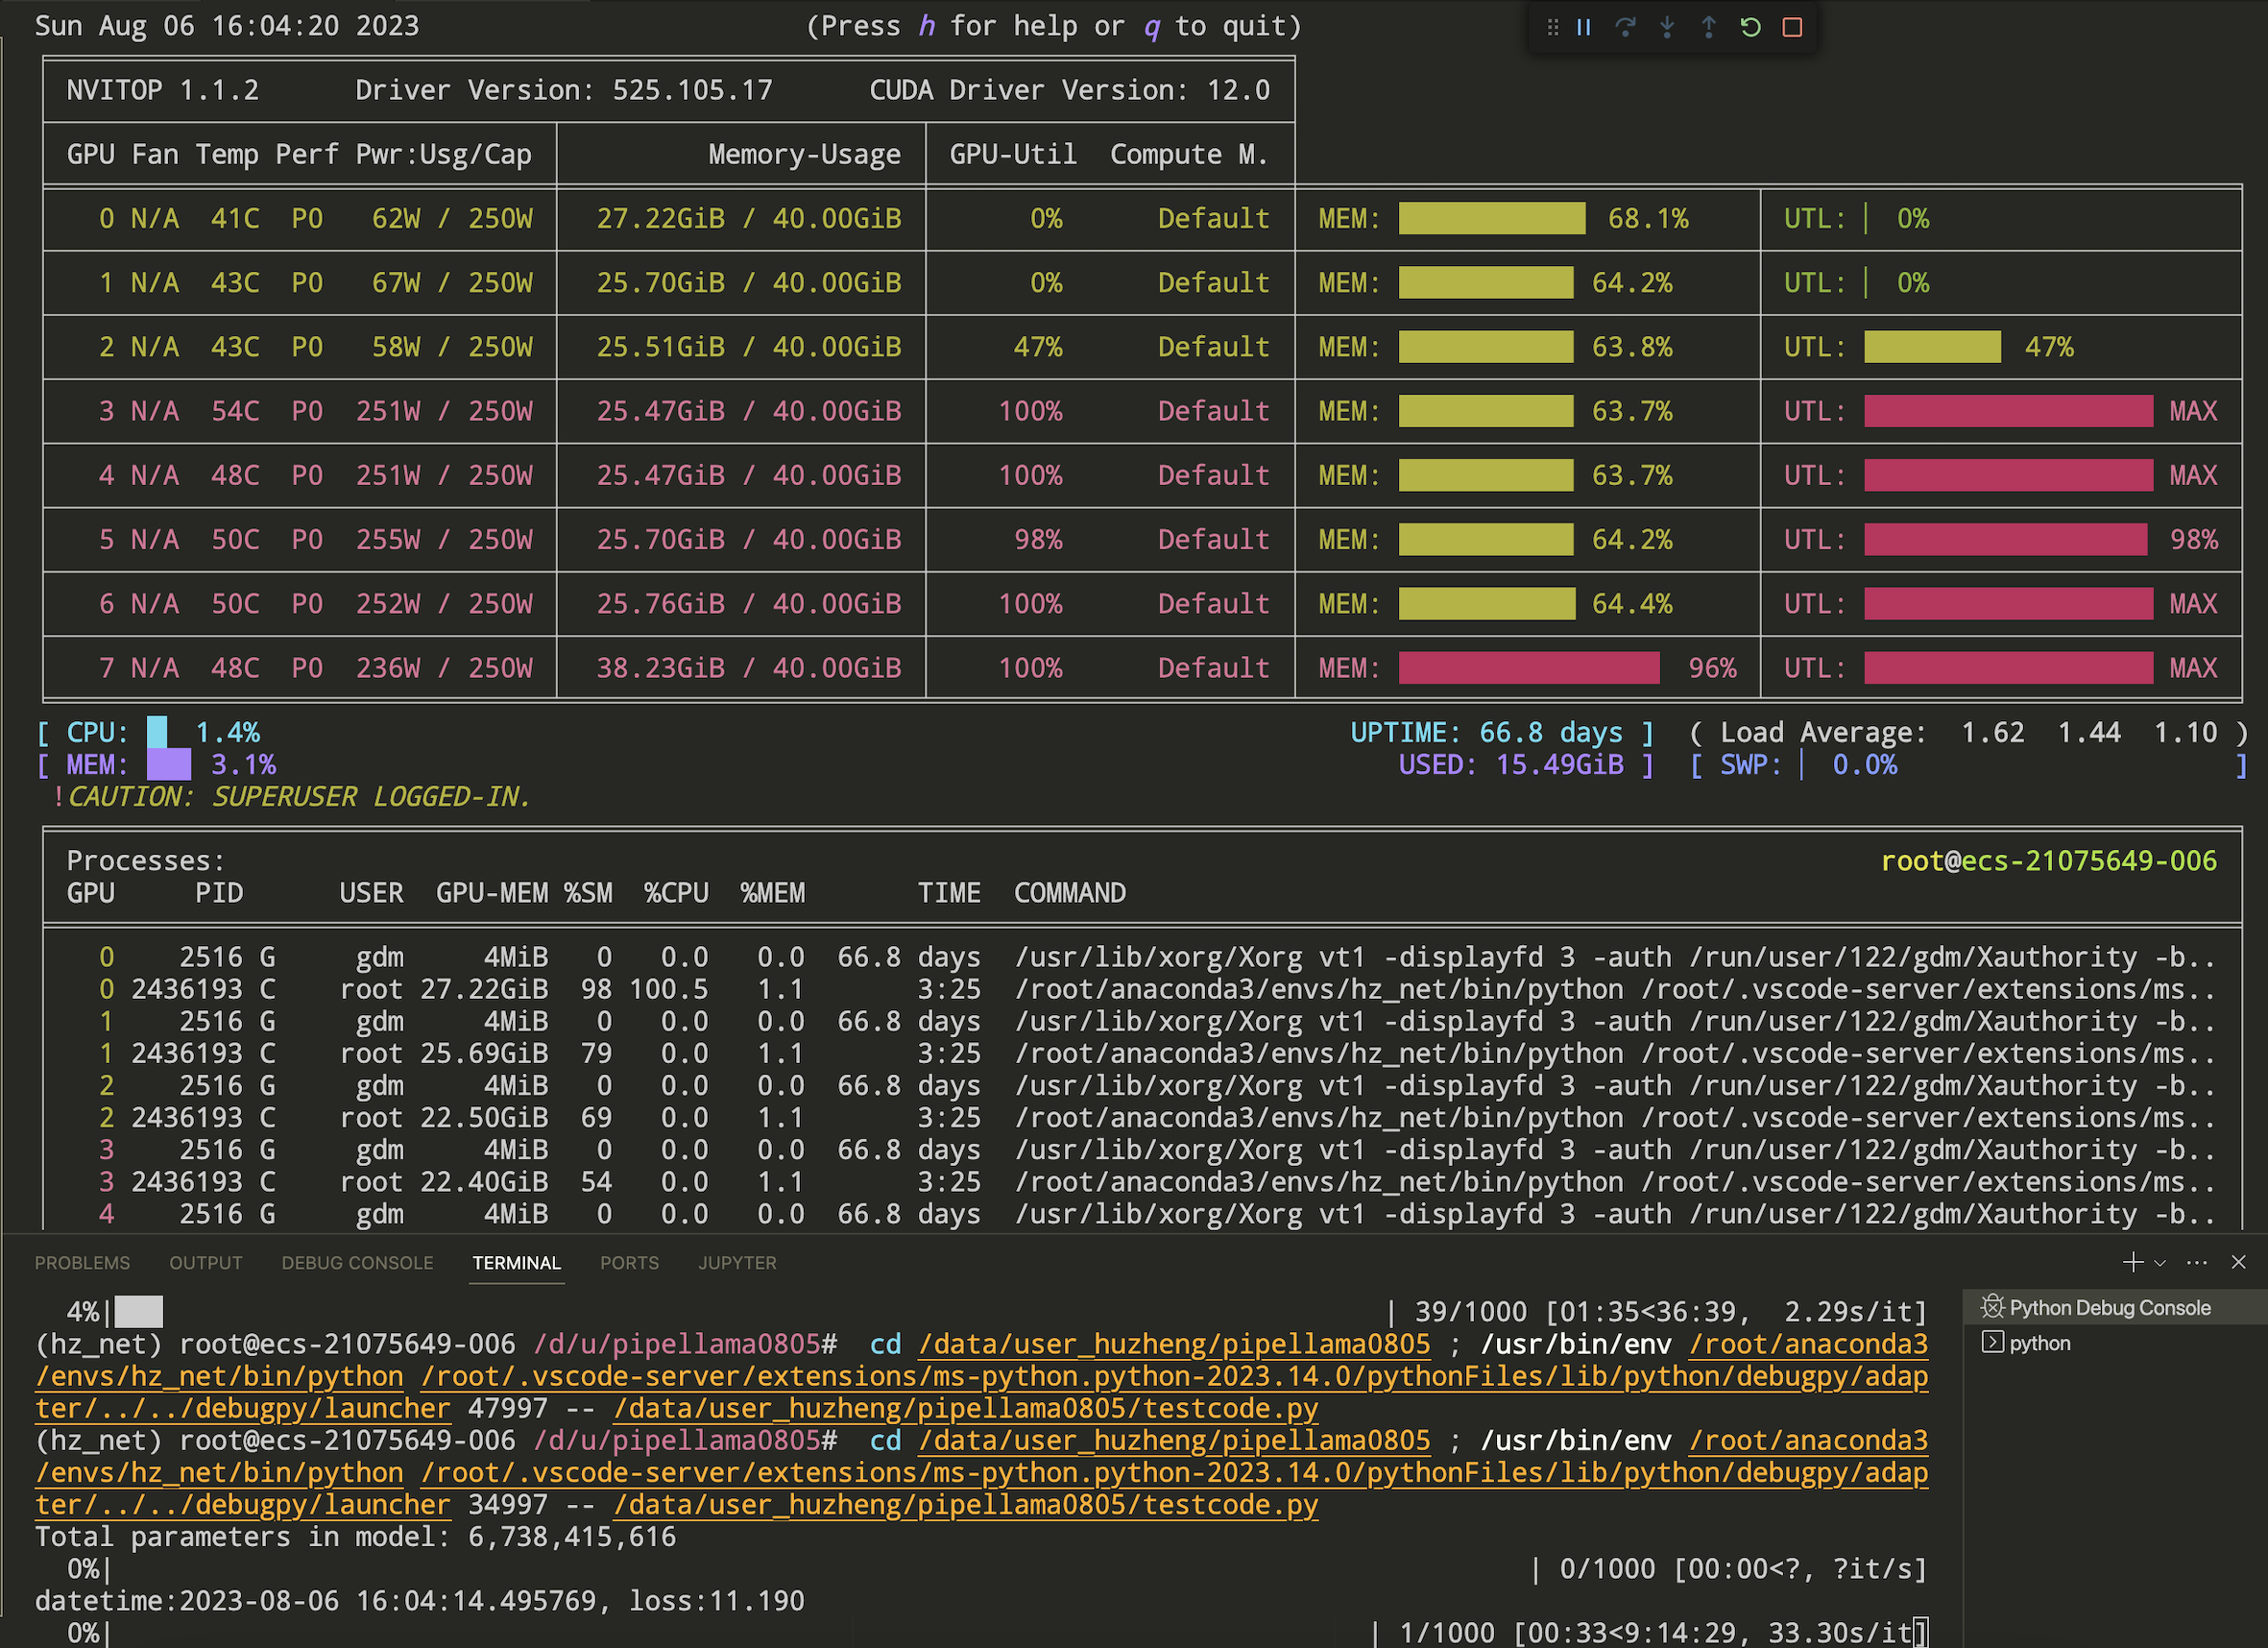 Sun Aug 06 16:04:20 2023 (Press h for help or q to quit)
NVITOP 1.1.2 Driver Version: 525.105.17 CUDA Driver Version: 12.0
GPU Fan Temp Perf Pwr:Usg/Cap Memory-Usage GPU-Util Compute M.
0 N/A 41C P0 62W / 250W 27.22GiB / 40.00GiB 0% Default MEM: 68.1% UTL: 0%
1 N/A 43C P0 67W / 250W 25.70GiB / 40.00GiB 0% Default MEM: 64.2% UTL: 0%
2 N/A 43C P0 58W / 250W 25.51GiB / 40.00GiB 47% Default MEM: 63.8% UTL: 47%
3 N/A 54C P0 251W / 250W 25.47GiB / 40.00GiB 100% Default MEM: 63.7% UTL: MAX
4 N/A 48C P0 251W / 250W 25.47GiB / 40.00GiB 100% Default MEM: 63.7% UTL: MAX
5 N/A 50C P0 255W / 250W 25.70GiB / 40.00GiB 98% Default MEM: 64.2% UTL: 98%
6 N/A 50C P0 252W / 250W 25.76GiB / 40.00GiB 100% Default MEM: 64.4% UTL: MAX
7 N/A 48C P0 236W / 250W 38.23GiB / 40.00GiB 100% Default MEM: 96% UTL: MAX
[ CPU: 1.4% UPTIME: 66.8 days ] ( Load Average: 1.62 1.44 1.10 )
[ MEM: 3.1% USED: 15.49GiB ] [ SWP: 0.0% ]
!CAUTION: SUPERUSER LOGGED-IN.
Processes: root@ecs-21075649-006
GPU PID USER GPU-MEM %SM %CPU %MEM TIME COMMAND
0 2516 G gdm 4MiB 0 0.0 0.0 66.8 days /usr/lib/xorg/Xorg vt1 -displayfd 3 -auth /run/user/122/gdm/Xauthority -b..
0 2436193 C root 27.22GiB 98 100.5 1.1 3:25 /root/anaconda3/envs/hz_net/bin/python /root/.vscode-server/extensions/ms..
1 2516 G gdm 4MiB 0 0.0 0.0 66.8 days /usr/lib/xorg/Xorg vt1 -displayfd 3 -auth /run/user/122/gdm/Xauthority -b..
1 2436193 C root 25.69GiB 79 0.0 1.1 3:25 /root/anaconda3/envs/hz_net/bin/python /root/.vscode-server/extensions/ms..
2 2516 G gdm 4MiB 0 0.0 0.0 66.8 days /usr/lib/xorg/Xorg vt1 -displayfd 3 -auth /run/user/122/gdm/Xauthority -b..
2 2436193 C root 22.50GiB 69 0.0 1.1 3:25 /root/anaconda3/envs/hz_net/bin/python /root/.vscode-server/extensions/ms..
3 2516 G gdm 4MiB 0 0.0 0.0 66.8 days /usr/lib/xorg/Xorg vt1 -displayfd 3 -auth /run/user/122/gdm/Xauthority -b..
3 2436193 C root 22.40GiB 54 0.0 1.1 3:25 /root/anaconda3/envs/hz_net/bin/python /root/.vscode-server/extensions/ms..
4 2516 G gdm 4MiB 0 0.0 0.0 66.8 days /usr/lib/xorg/Xorg vt1 -displayfd 3 -auth /run/user/122/gdm/Xauthority -b..
PROBLEMS OUTPUT DEBUG CONSOLE TERMINAL PORTS JUPYTER
4%| | 39/1000 [01:35<36:39, 2.29s/it]
(hz_net) root@ecs-21075649-006 /d/u/pipellama0805# cd /data/user_huzheng/pipellama0805 ; /usr/bin/env /root/anaconda3
/envs/hz_net/bin/python /root/.vscode-server/extensions/ms-python.python-2023.14.0/pythonFiles/lib/python/debugpy/adap
ter/../../debugpy/launcher 47997 -- /data/user_huzheng/pipellama0805/testcode.py
(hz_net) root@ecs-21075649-006 /d/u/pipellama0805# cd /data/user_huzheng/pipellama0805 ; /usr/bin/env /root/anaconda3
/envs/hz_net/bin/python /root/.vscode-server/extensions/ms-python.python-2023.14.0/pythonFiles/lib/python/debugpy/adap
ter/../../debugpy/launcher 34997 -- /data/user_huzheng/pipellama0805/testcode.py
Total parameters in model: 6,738,415,616
0%| | 0/1000 [00:00<?, ?it/s]
datetime:2023-08-06 16:04:14.495769, loss:11.190
0%| | 1/1000 [00:33<9:14:29, 33.30s/it]
Python Debug Console
python